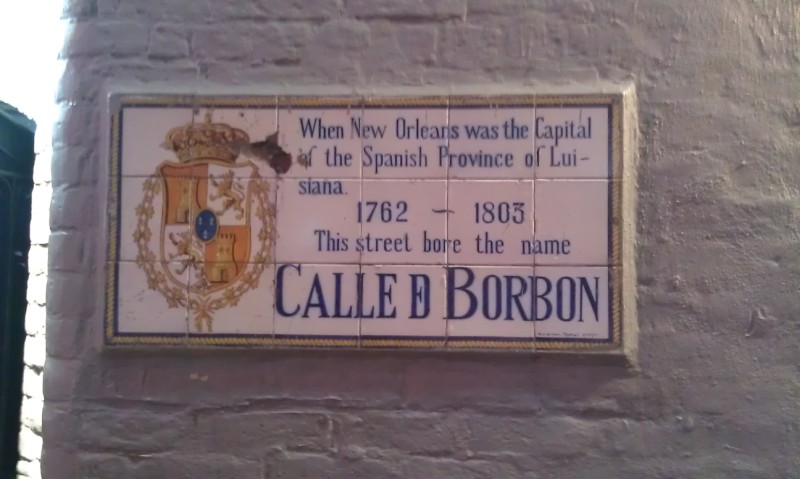 When New Orleans was the Capital
of the Spanish Province of Lui-
siana.
1762 - 1803
This street bore the name
CALLE D BORBON